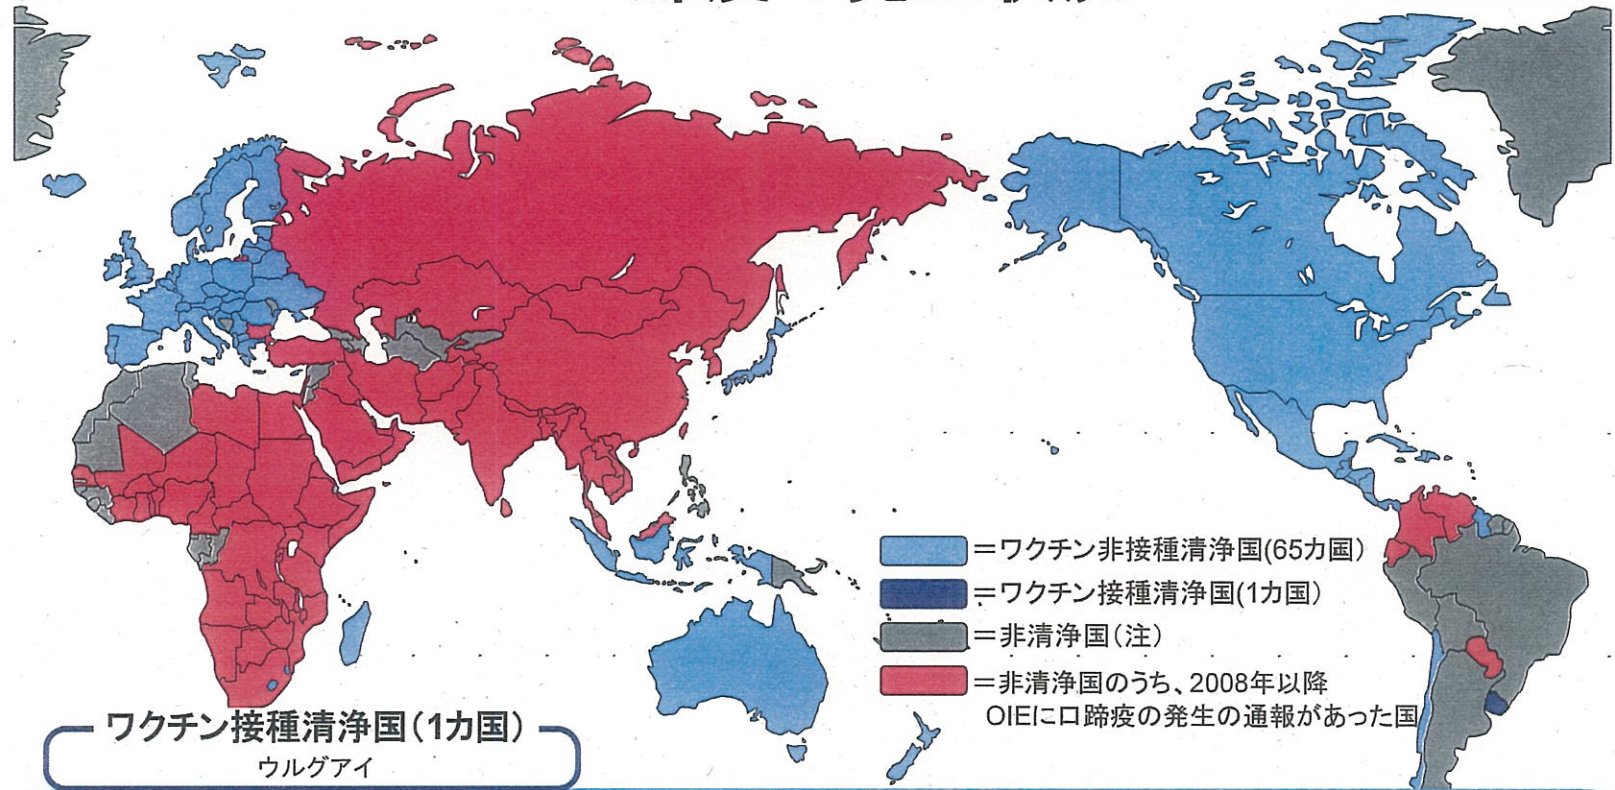 =ワクチン非接種清浄国(65カ国)
=ワクチン接種清浄国(1カ国)
=非清浄国(注)
=非清浄国のうち、2008年以降
OIEに口蹄疫の発生の通報があった国
ワクチン接種清浄国(1カ国)
ウルグアイ